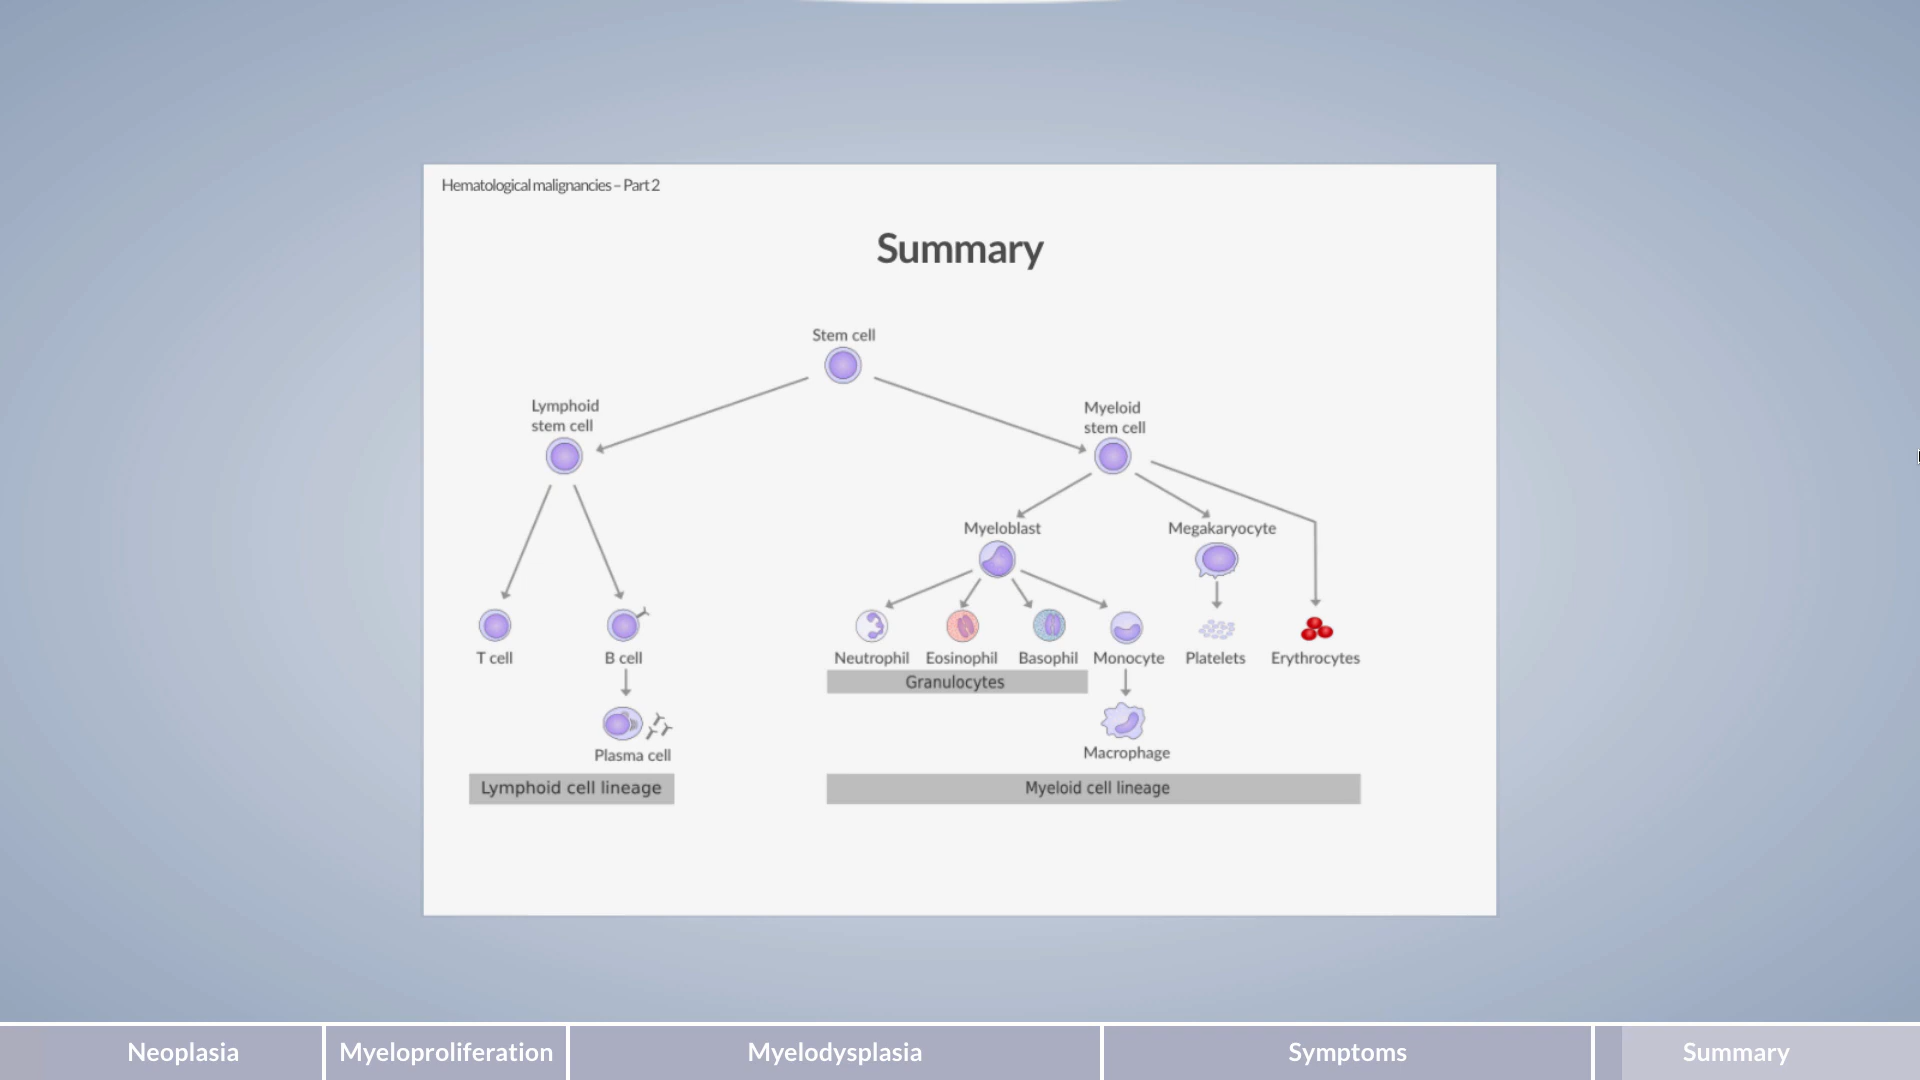 Hematological malignancies – Part 2
Summary
Stem cell
Lymphoid
stem cell
Myeloid
stem cell
Myeloblast
Megakaryocyte
T cell
B cell
Neutrophil
Eosinophil
Basophil
Monocyte
Platelets
Erythrocytes
Granulocytes
Plasma cell
Macrophage
Lymphoid cell lineage
Myeloid cell lineage
Neoplasia
Myeloproliferation
Myelodysplasia
Symptoms
Summary